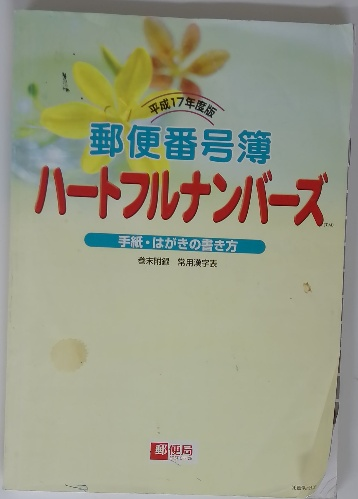 平成17年度版
郵便番号簿
ハートフルナンバーズ
手紙・はがきの書き方
巻末附録 常用漢字表
郵便局